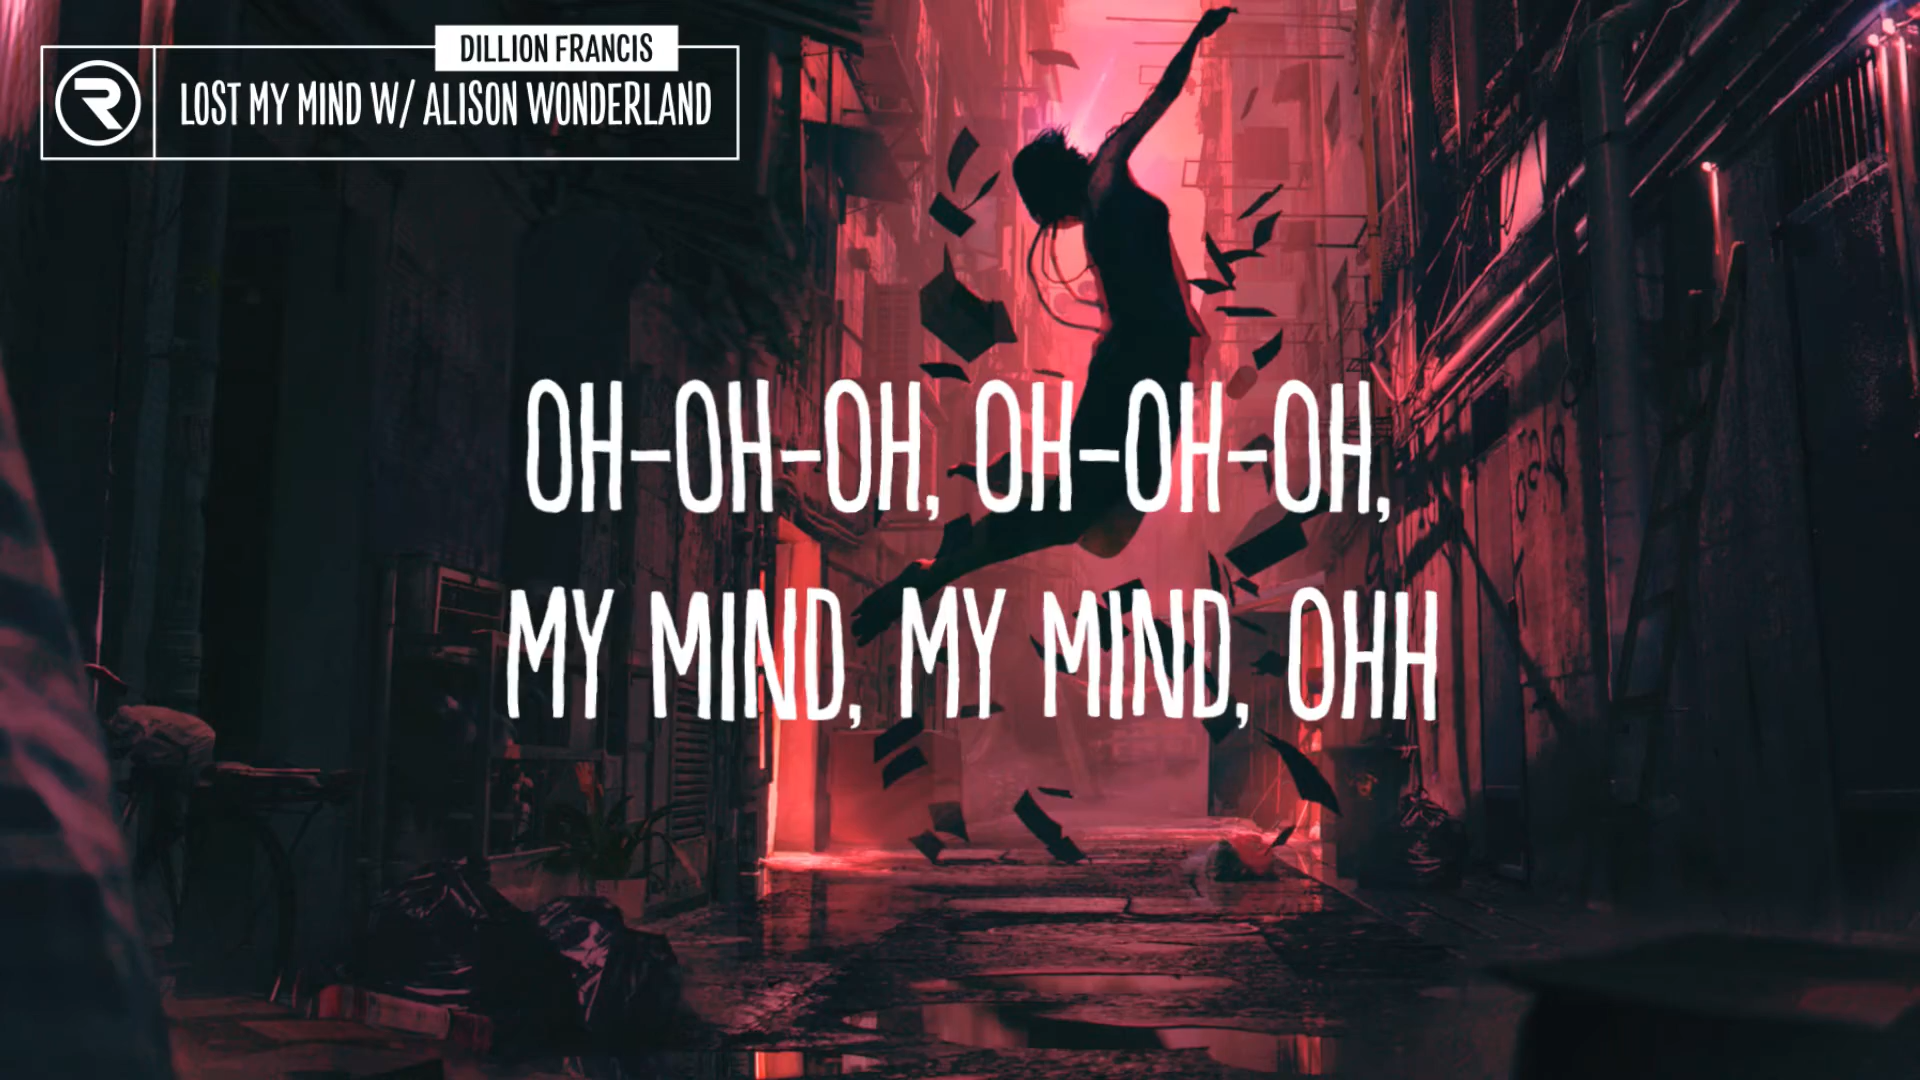 DILLION FRANCIS
LOST MY MIND W/ ALISON WONDERLAND
OH-OH-OH, OH-OH-OH,
MY MIND, MY MIND, OHH